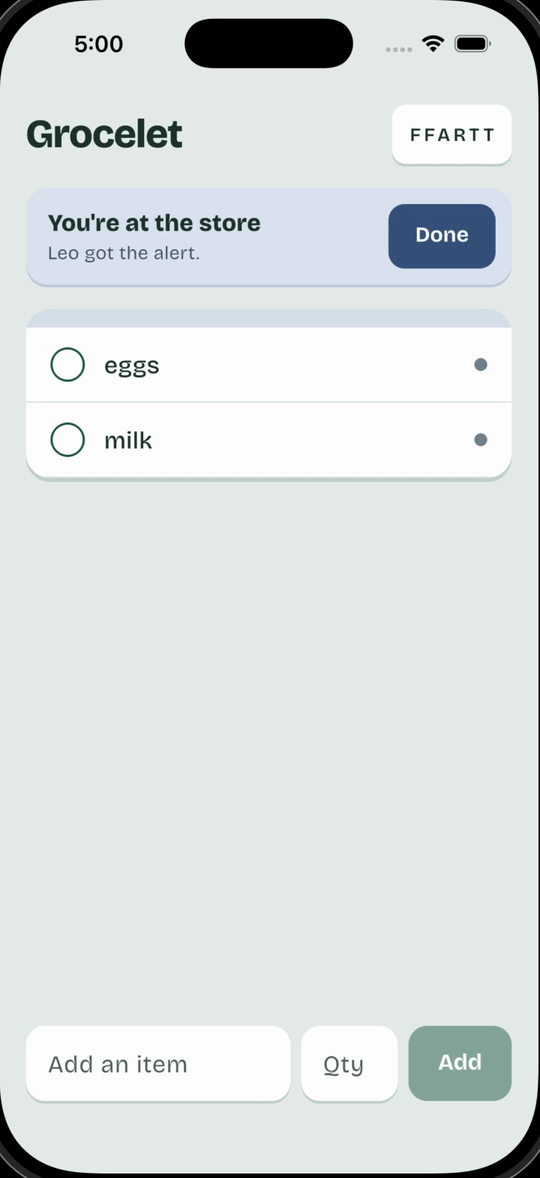 5:00
Grocelet
FFARTT
You're at the store
Leo got the alert.
Done
eggs
milk
Add an item
Qty
Add